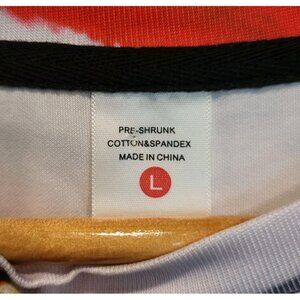 PRE-SHRUNK
COTTON&SPANDEX
MADE IN CHINA
L